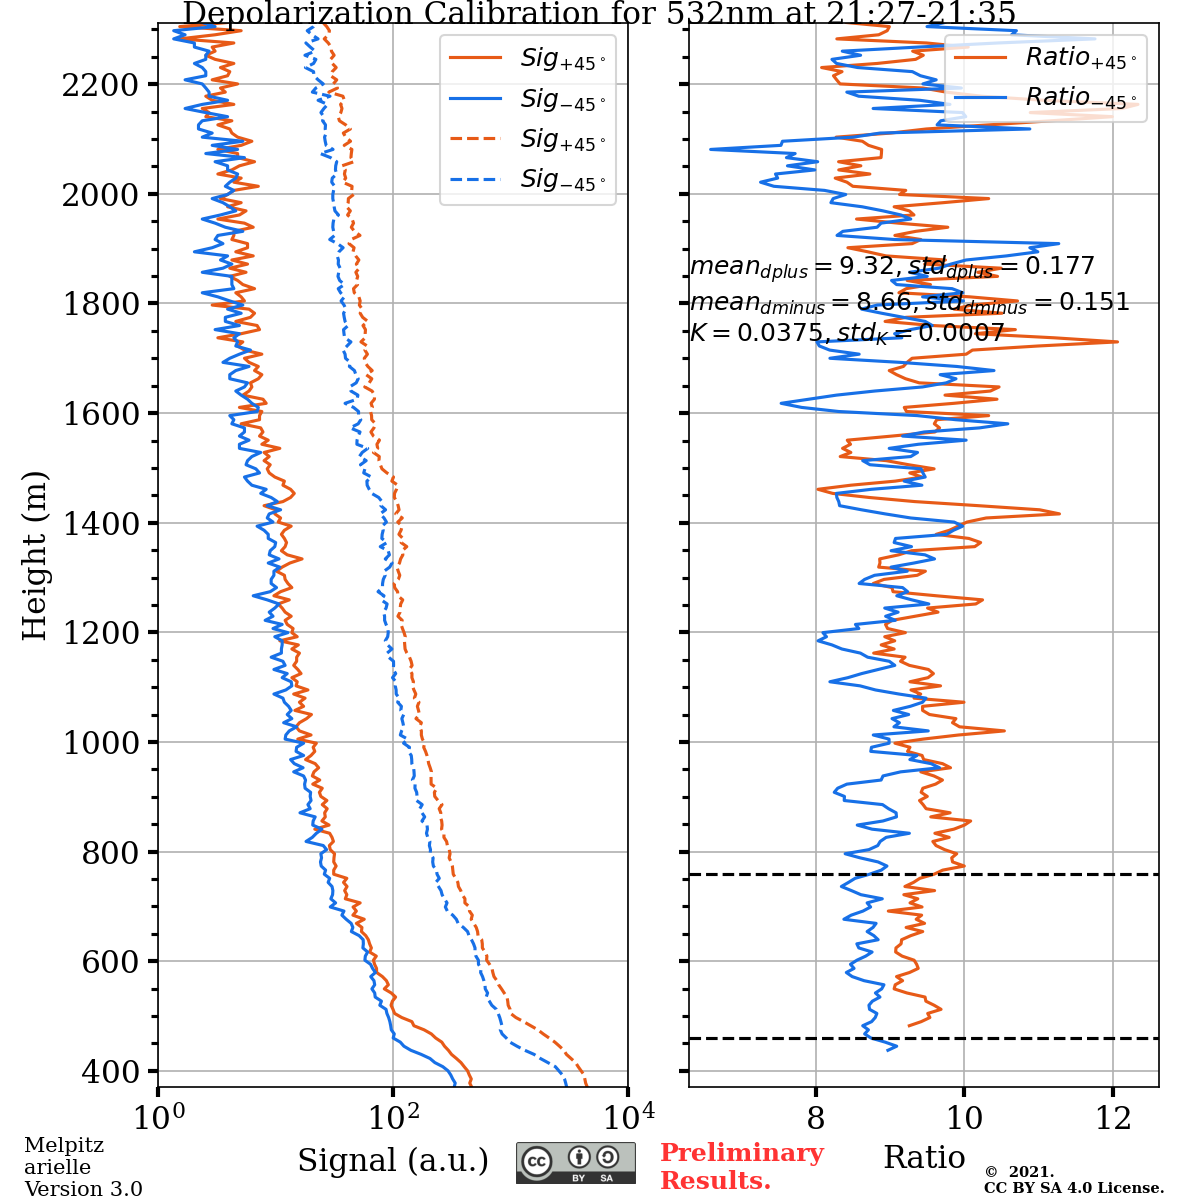 Depolarization Calibration for 532nm at 21:27-21:35
Sig+45°
Sig−45°
Sig+45°
Sig−45°
Ratio+45°
Ratio−45°
mean_dplus = 9.32, std_dplus = 0.177
mean_dminus = 8.66, std_dminus = 0.151
K = 0.0375, std_K = 0.0007
Height (m)
2200
2000
1800
1600
1400
1200
1000
800
600
400
10^0
10^2
10^4
8
10
12
Signal (a.u.)
Ratio
Melpitz
arielle
Version 3.0
cc
BY SA
Preliminary
Results.
© 2021.
CC BY SA 4.0 License.